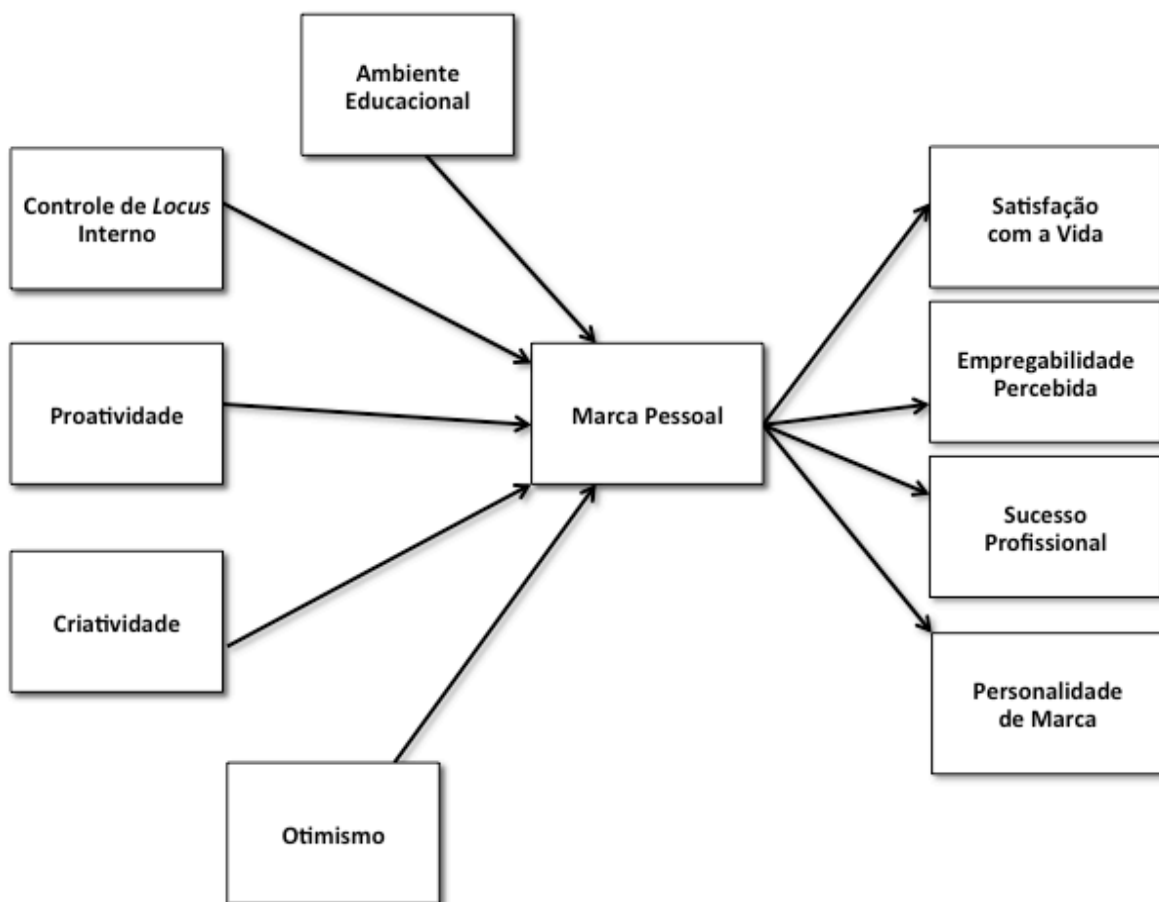 Ambiente
Educacional
Controle de Locus
Interno
Satisfação
com a Vida
Empregabilidade
Percebida
Proatividade
Marca Pessoal
Sucesso
Profissional
Criatividade
Personalidade
de Marca
Otimismo